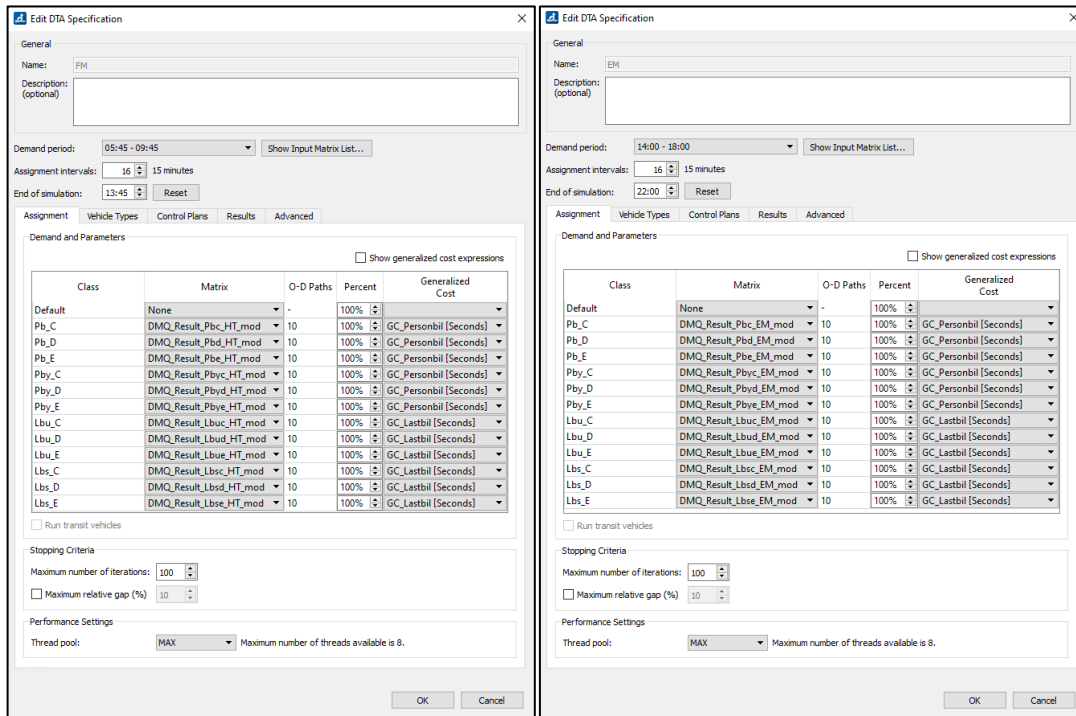 Edit DTA Specification
General
Name: FM
Description:
(optional)
Demand period: 05:45 - 09:45 Show Input Matrix List...
Assignment intervals: 16 15 minutes
End of simulation: 13:45 Reset
Assignment Vehicle Types Control Plans Results Advanced
Demand and Parameters
Show generalized cost expressions
Class Matrix O-D Paths Percent Generalized
Cost
Default None - 100%
Pb_C DMQ_Result_Pbc_HT_mod 10 100% GC_Personbil [Seconds]
Pb_D DMQ_Result_Pbd_HT_mod 10 100% GC_Personbil [Seconds]
Pb_E DMQ_Result_Pbe_HT_mod 10 100% GC_Personbil [Seconds]
Pby_C DMQ_Result_Pbyc_HT_mod 10 100% GC_Personbil [Seconds]
Pby_D DMQ_Result_Pbyd_HT_mod 10 100% GC_Personbil [Seconds]
Pby_E DMQ_Result_Pbye_HT_mod 10 100% GC_Personbil [Seconds]
Lbu_C DMQ_Result_Lbuc_HT_mod 10 100% GC_Lastbil [Seconds]
Lbu_D DMQ_Result_Lbud_HT_mod 10 100% GC_Lastbil [Seconds]
Lbu_E DMQ_Result_Lbue_HT_mod 10 100% GC_Lastbil [Seconds]
Lbs_C DMQ_Result_Lbsc_HT_mod 10 100% GC_Lastbil [Seconds]
Lbs_D DMQ_Result_Lbsd_HT_mod 10 100% GC_Lastbil [Seconds]
Lbs_E DMQ_Result_Lbse_HT_mod 10 100% GC_Lastbil [Seconds]
Run transit vehicles
Stopping Criteria
Maximum number of iterations: 100
Maximum relative gap (%) 10
Performance Settings
Thread pool: MAX Maximum number of threads available is 8.
OK Cancel
Edit DTA Specification
General
Name: EM
Description:
(optional)
Demand period: 14:00 - 18:00 Show Input Matrix List...
Assignment intervals: 16 15 minutes
End of simulation: 22:00 Reset
Assignment Vehicle Types Control Plans Results Advanced
Demand and Parameters
Show generalized cost expressions
Class Matrix O-D Paths Percent Generalized
Cost
Default None - 100%
Pb_C DMQ_Result_Pbc_EM_mod 10 100% GC_Personbil [Seconds]
Pb_D DMQ_Result_Pbd_EM_mod 10 100% GC_Personbil [Seconds]
Pb_E DMQ_Result_Pbe_EM_mod 10 100% GC_Personbil [Seconds]
Pby_C DMQ_Result_Pbyc_EM_mod 10 100% GC_Personbil [Seconds]
Pby_D DMQ_Result_Pbyd_EM_mod 10 100% GC_Personbil [Seconds]
Pby_E DMQ_Result_Pbye_EM_mod 10 100% GC_Personbil [Seconds]
Lbu_C DMQ_Result_Lbuc_EM_mod 10 100% GC_Lastbil [Seconds]
Lbu_D DMQ_Result_Lbud_EM_mod 10 100% GC_Lastbil [Seconds]
Lbu_E DMQ_Result_Lbue_EM_mod 10 100% GC_Lastbil [Seconds]
Lbs_C DMQ_Result_Lbsc_EM_mod 10 100% GC_Lastbil [Seconds]
Lbs_D DMQ_Result_Lbsd_EM_mod 10 100% GC_Lastbil [Seconds]
Lbs_E DMQ_Result_Lbse_EM_mod 10 100% GC_Lastbil [Seconds]
Run transit vehicles
Stopping Criteria
Maximum number of iterations: 100
Maximum relative gap (%) 10
Performance Settings
Thread pool: MAX Maximum number of threads available is 8.
OK Cancel